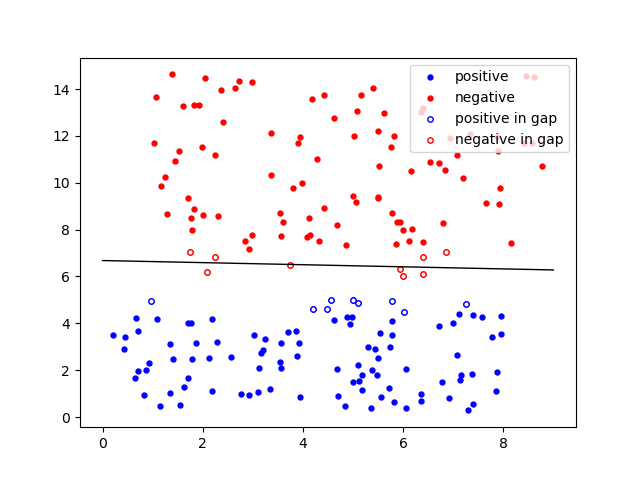 positive
negative
positive in gap
negative in gap
14
12
10
8
6
4
2
0
0 2 4 6 8